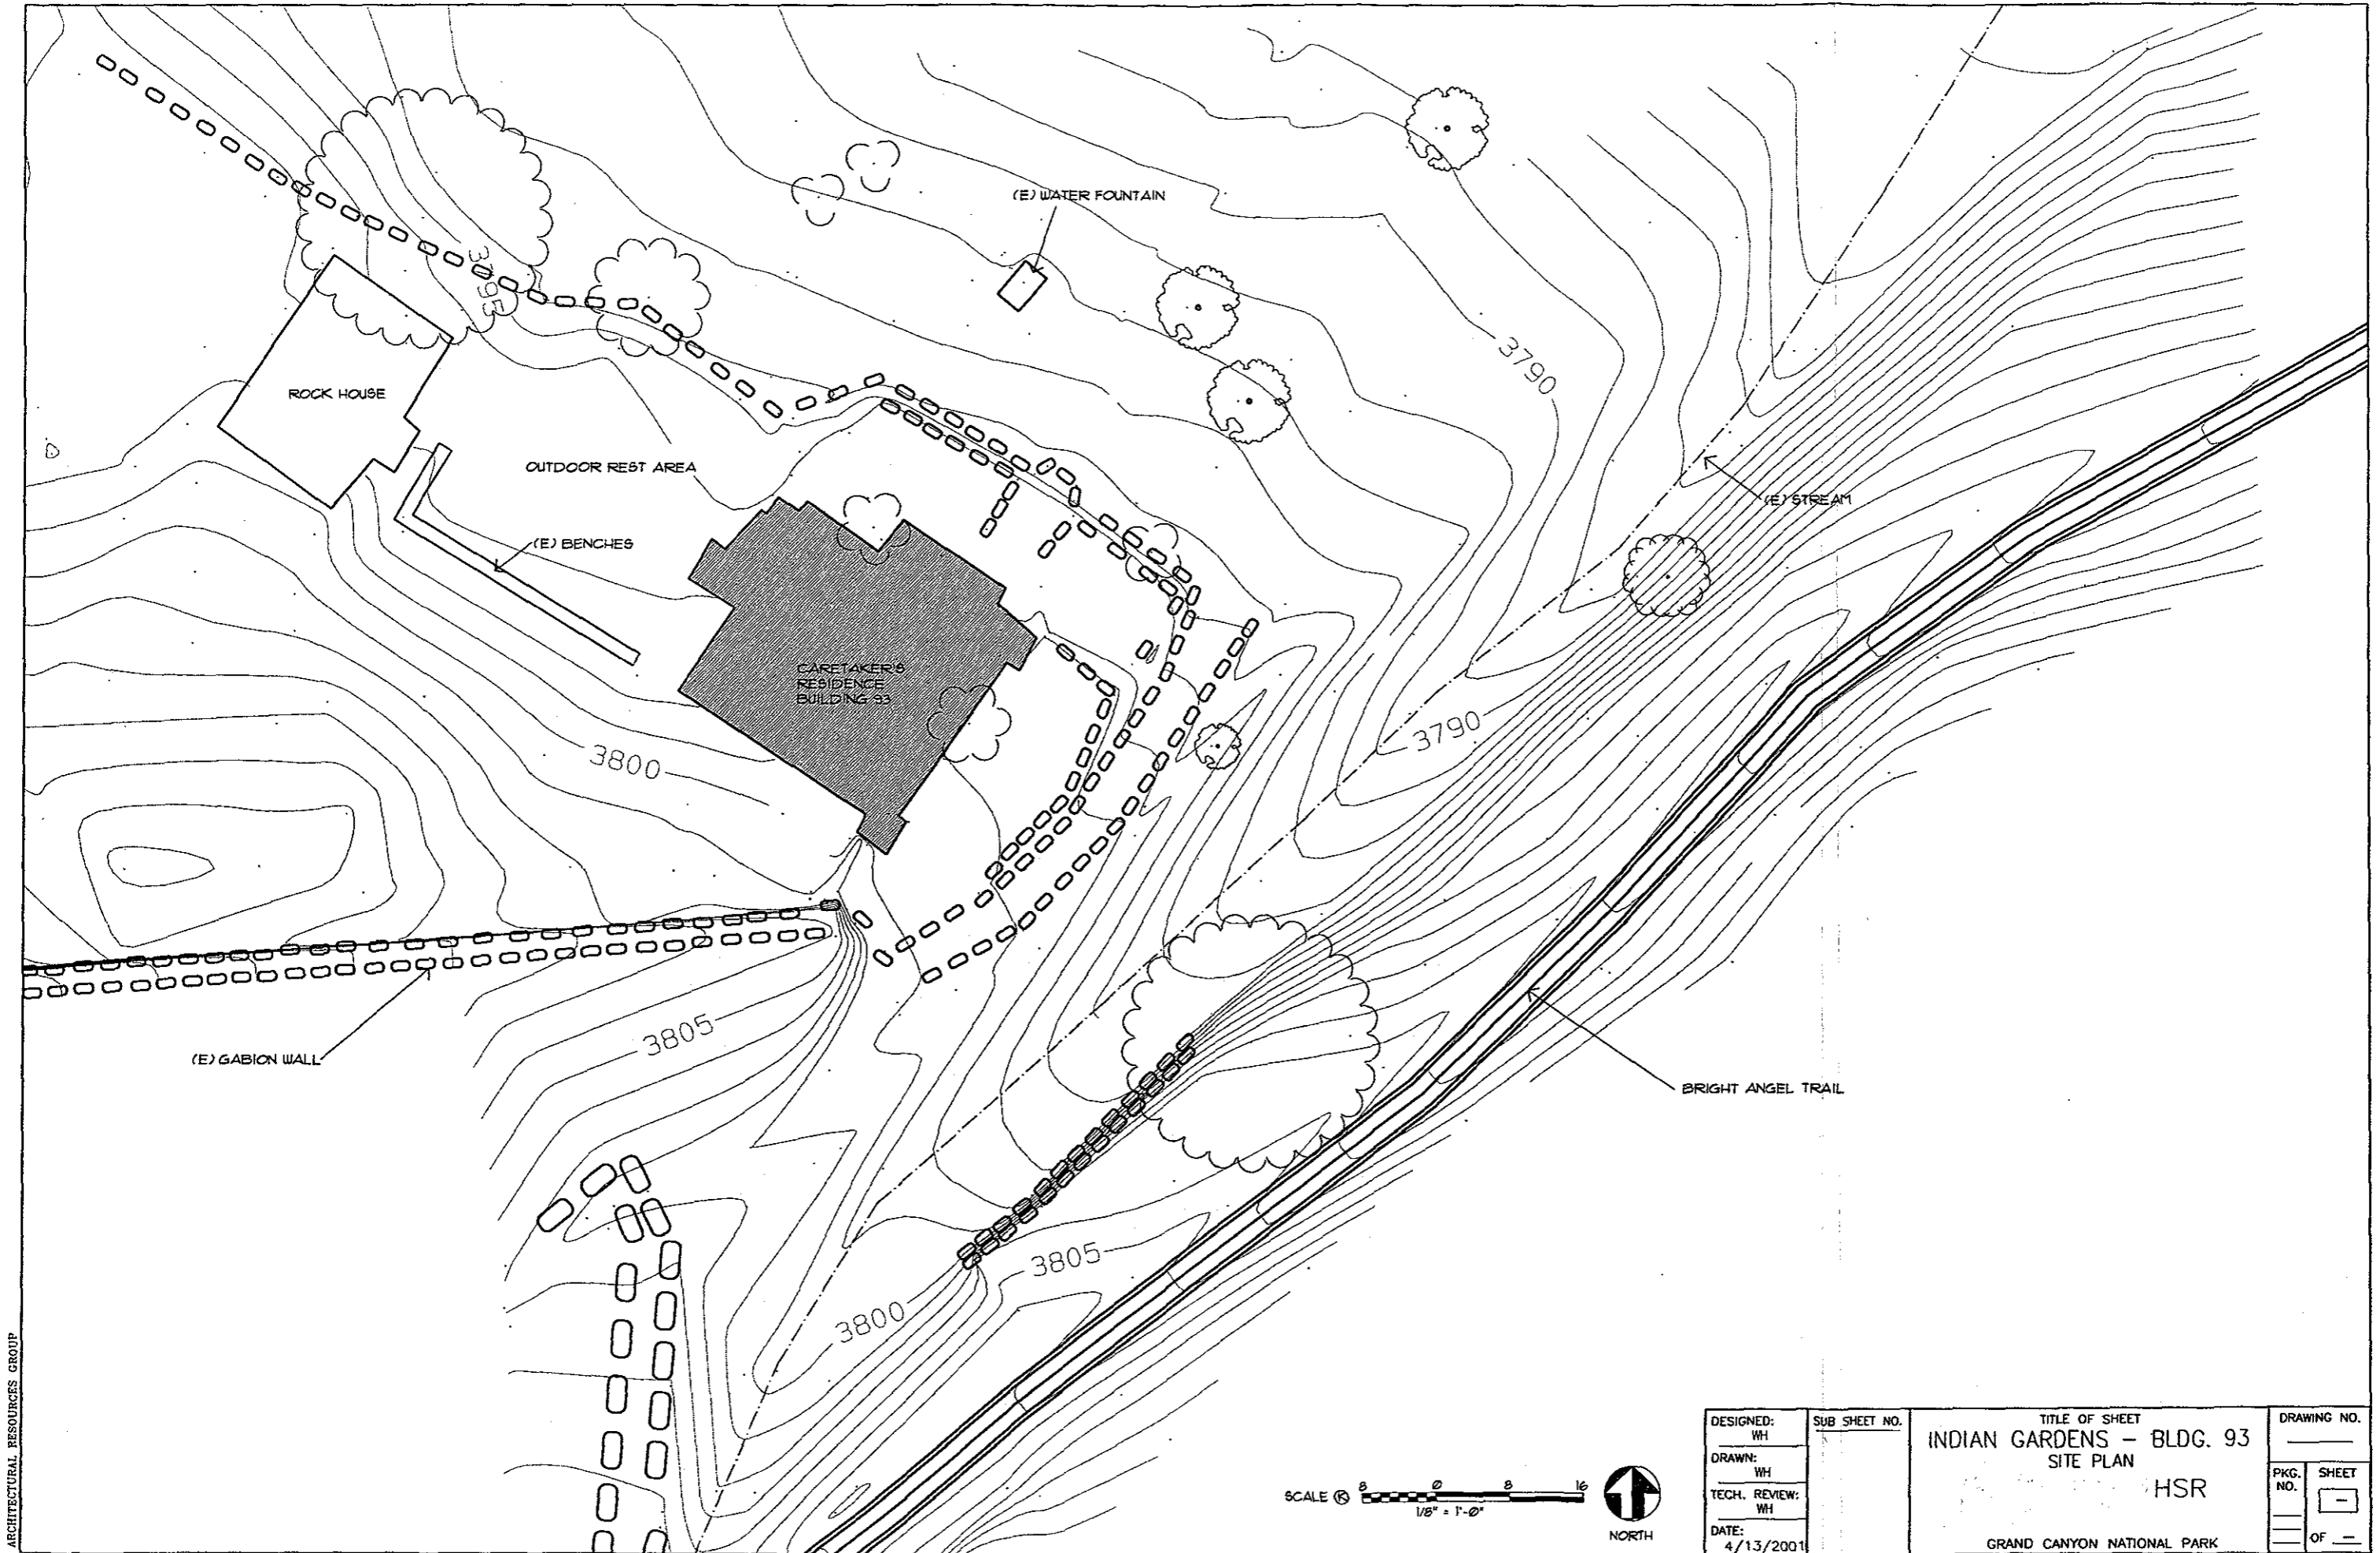 (E) WATER FOUNTAIN
3795
3790
ROCK HOUSE
OUTDOOR REST AREA
(E) STREAM
(E) BENCHES
CARETAKER'S
RESIDENCE
BUILDING 93
3790
3800
3805
(E) GABION WALL
BRIGHT ANGEL TRAIL
3805
3800
ARCHITECTURAL RESOURCES GROUP
SCALE
8 0 8 16
1/8" = 1'-0"
NORTH
DESIGNED:
WH
DRAWN:
WH
TECH. REVIEW:
WH
DATE:
4/13/2001
SUB SHEET NO.
TITLE OF SHEET
INDIAN GARDENS - BLDG. 93
SITE PLAN
HSR
GRAND CANYON NATIONAL PARK
DRAWING NO.
PKG.
NO.
SHEET
-
OF -